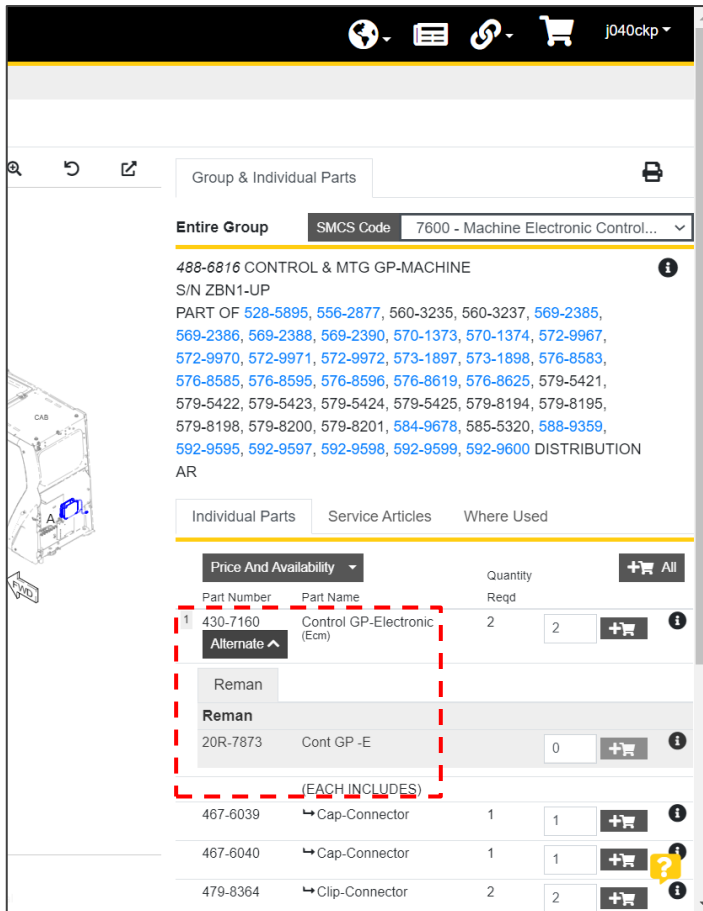 j040ckp
Group & Individual Parts
Entire Group SMCS Code 7600 - Machine Electronic Control...
488-6816 CONTROL & MTG GP-MACHINE
S/N ZBN1-UP
PART OF 528-5895, 556-2877, 560-3235, 560-3237, 569-2385,
569-2386, 569-2388, 569-2390, 570-1373, 570-1374, 572-9967,
572-9970, 572-9971, 572-9972, 573-1897, 573-1898, 576-8583,
576-8585, 576-8595, 576-8596, 576-8619, 576-8625, 579-5421,
579-5422, 579-5423, 579-5424, 579-5425, 579-8194, 579-8195,
579-8198, 579-8200, 579-8201, 584-9678, 585-5320, 588-9359,
592-9595, 592-9597, 592-9598, 592-9599, 592-9600 DISTRIBUTION
AR
CAB
A
FWD
Individual Parts Service Articles Where Used
Price And Availability Quantity All
Part Number Part Name Reqd
1 430-7160 Control GP-Electronic 2 2
Alternate (Ecm)
Reman
Reman
20R-7873 Cont GP -E 0
(EACH INCLUDES)
467-6039 Cap-Connector 1 1
467-6040 Cap-Connector 1 1
479-8364 Clip-Connector 2 2
?